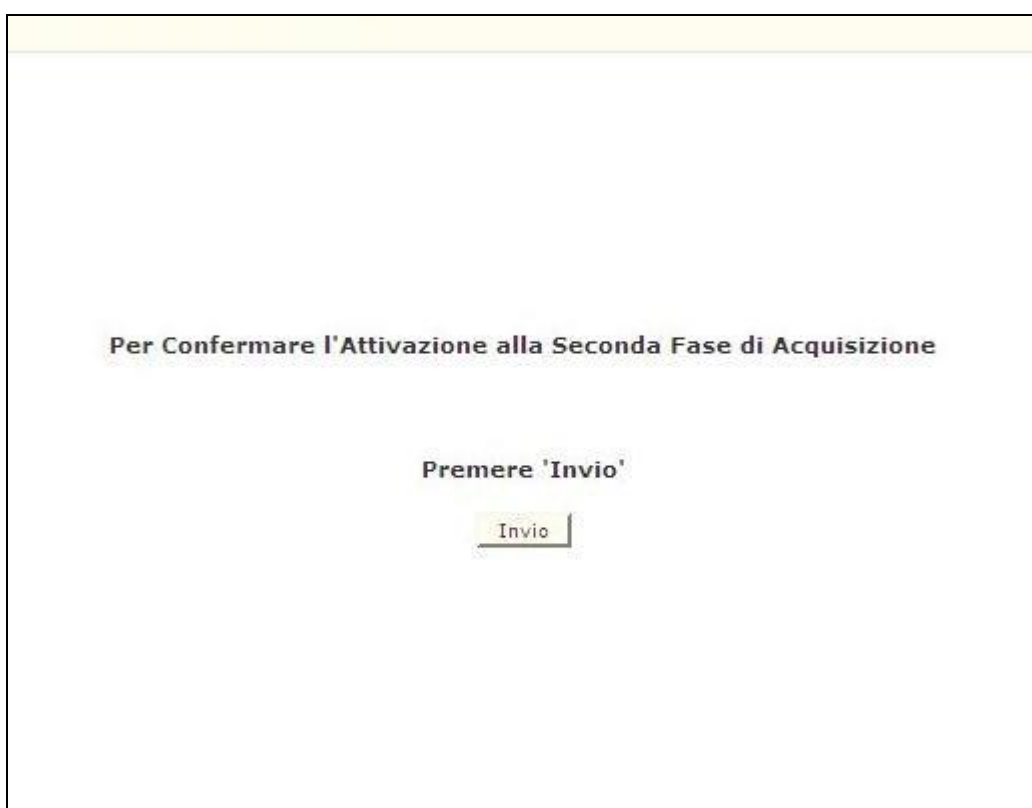 Per Confermare l'Attivazione alla Seconda Fase di Acquisizione
Premere 'Invio'
Invio